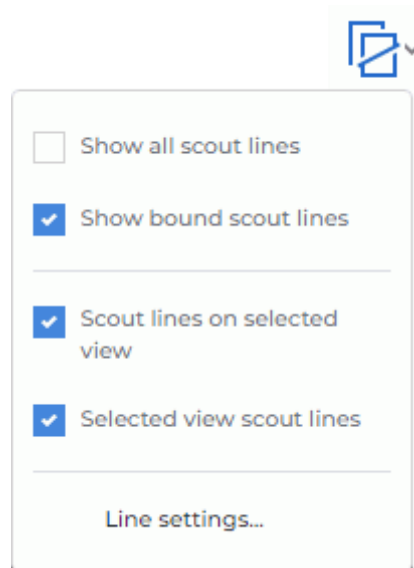 Show all scout lines
Show bound scout lines
Scout lines on selected
view
Selected view scout lines
Line settings...